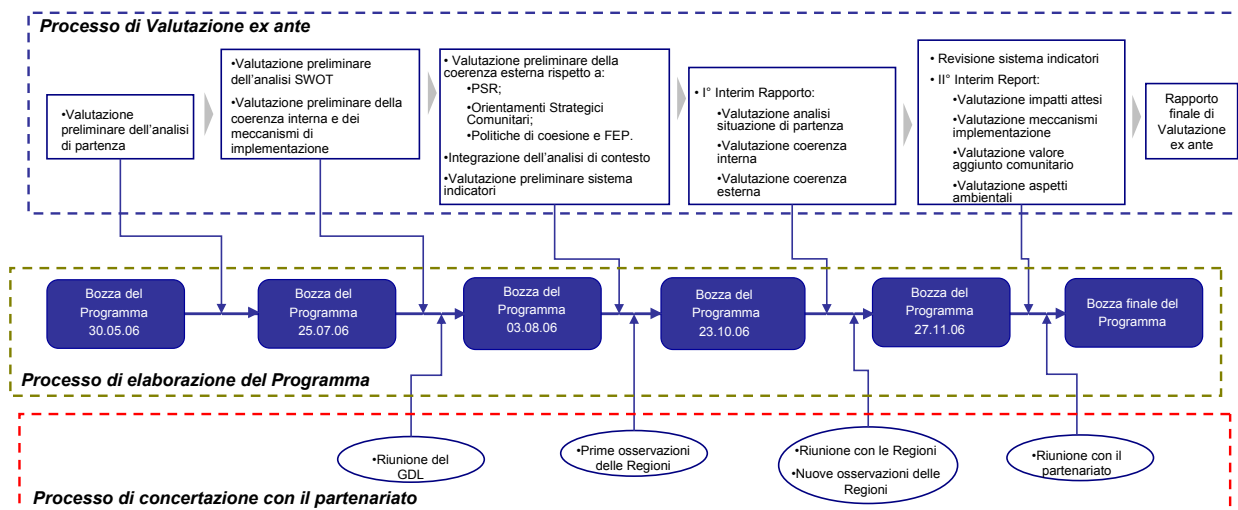 Processo di Valutazione ex ante
•Valutazione
preliminare dell'analisi
di partenza
•Valutazione preliminare
dell'analisi SWOT
•Valutazione preliminare della
coerenza interna e dei
meccanismi di
implementazione
• Valutazione preliminare della
coerenza esterna rispetto a:
•PSR;
•Orientamenti Strategici
Comunitari;
•Politiche di coesione e FEP.
•Integrazione dell'analisi di contesto
•Valutazione preliminare sistema
indicatori
• I° Interim Rapporto:
•Valutazione analisi
situazione di partenza
•Valutazione coerenza
interna
•Valutazione coerenza
esterna
• Revisione sistema indicatori
• II° Interim Report:
•Valutazione impatti attesi
•Valutazione meccanismi
implementazione
•Valutazione valore
aggiunto comunitario
•Valutazione aspetti
ambientali
Rapporto
finale di
Valutazione
ex ante
Bozza del
Programma
30.05.06
Bozza del
Programma
25.07.06
Bozza del
Programma
03.08.06
Bozza del
Programma
23.10.06
Bozza del
Programma
27.11.06
Bozza finale del
Programma
Processo di elaborazione del Programma
•Riunione del
GDL
•Prime osservazioni
delle Regioni
•Riunione con le Regioni
•Nuove osservazioni delle
Regioni
•Riunione con il
partenariato
Processo di concertazione con il partenariato